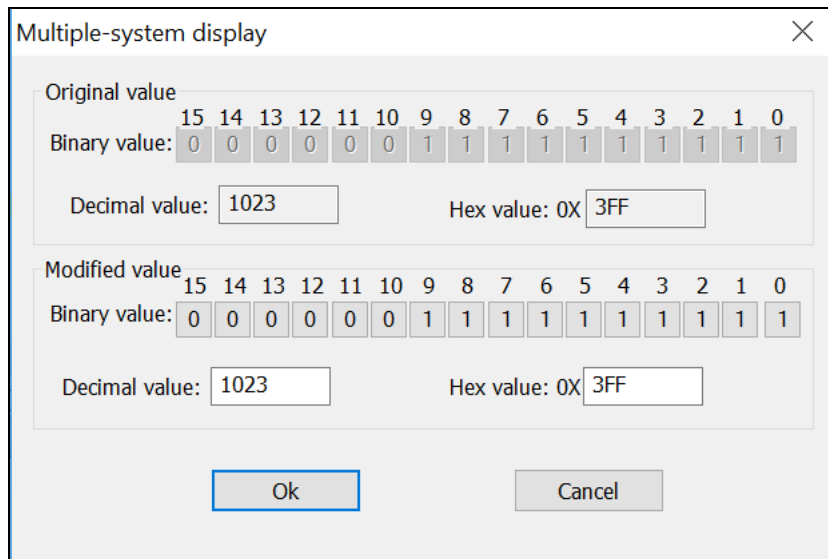 Multiple-system display
Original value
15 14 13 12 11 10 9 8 7 6 5 4 3 2 1 0
Binary value: 0 0 0 0 0 0 1 1 1 1 1 1 1 1 1 1
Decimal value: 1023 Hex value: 0X 3FF
Modified value
15 14 13 12 11 10 9 8 7 6 5 4 3 2 1 0
Binary value: 0 0 0 0 0 0 1 1 1 1 1 1 1 1 1 1
Decimal value: 1023 Hex value: 0X 3FF
Ok Cancel